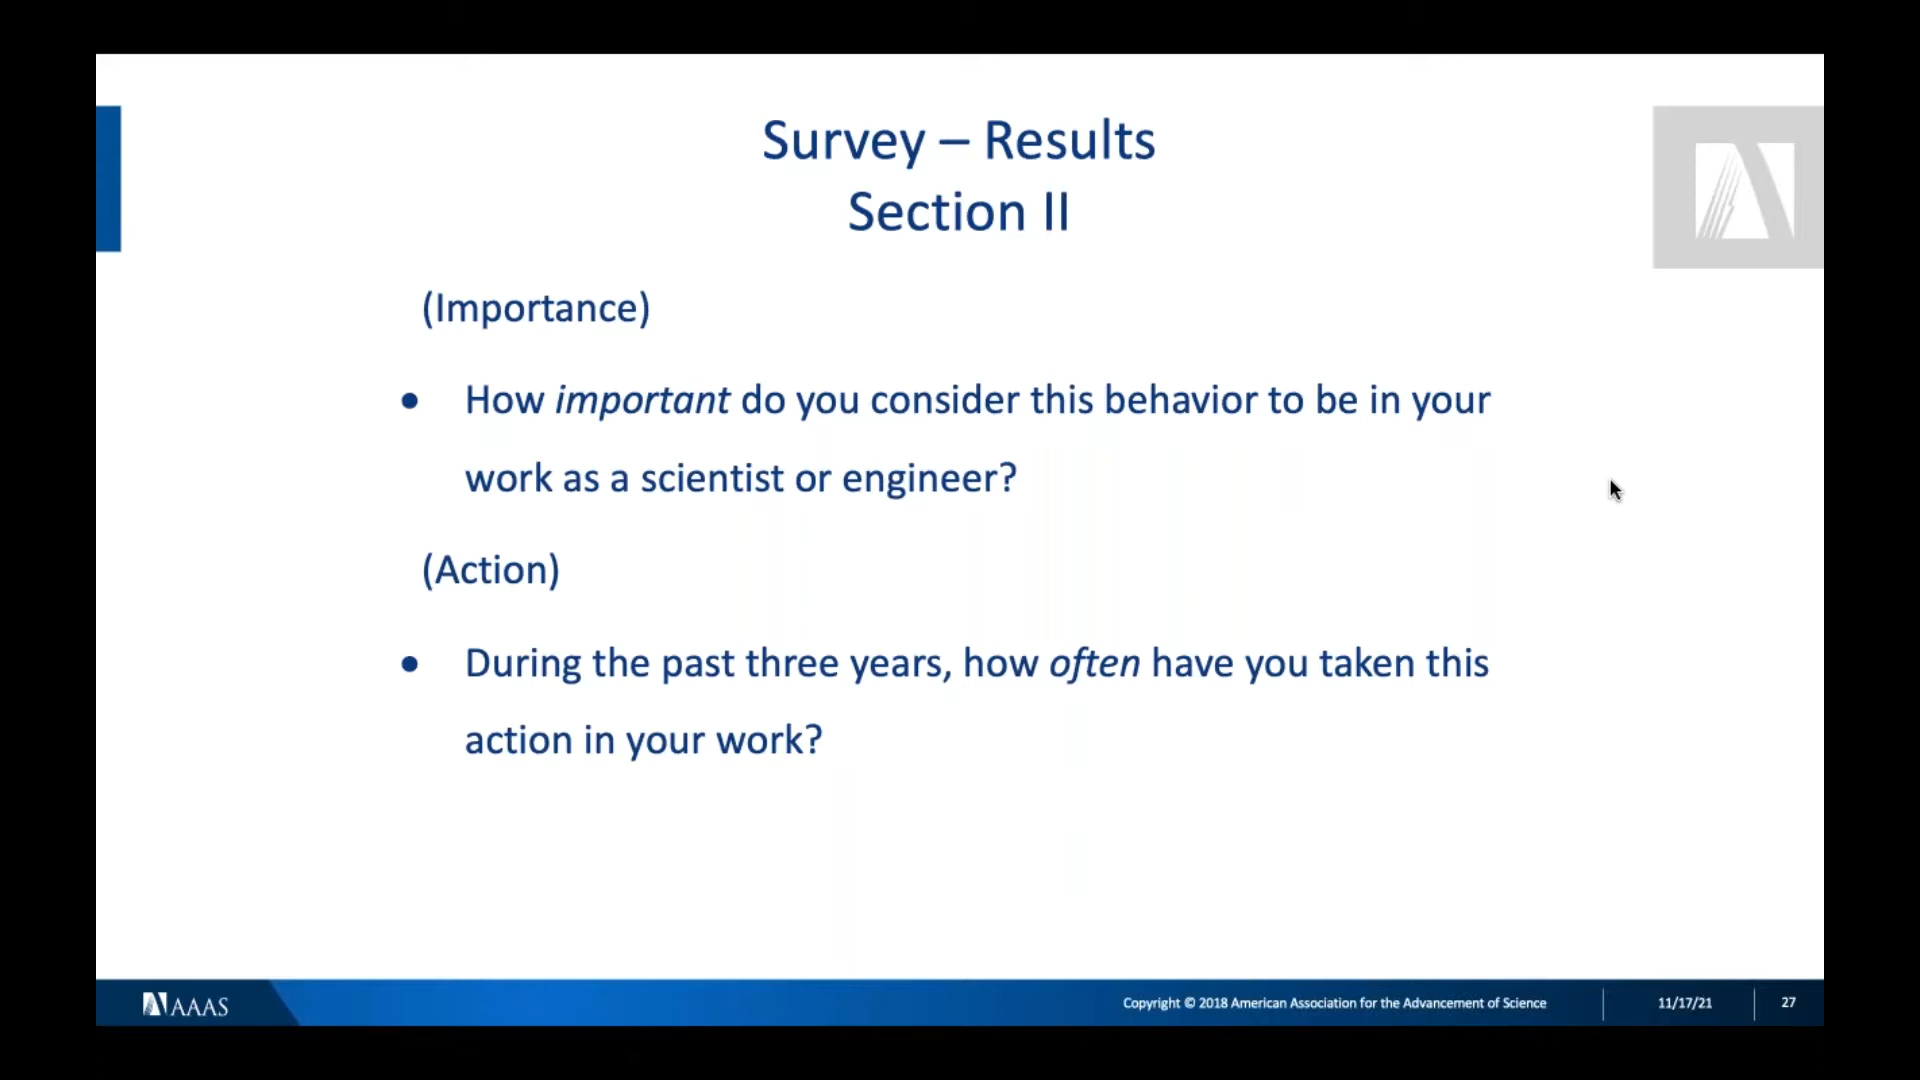 Survey – Results
Section II
(Importance)
● How important do you consider this behavior to be in your
work as a scientist or engineer?
(Action)
● During the past three years, how often have you taken this
action in your work?
AAAS
Copyright © 2018 American Association for the Advancement of Science
11/17/21
27